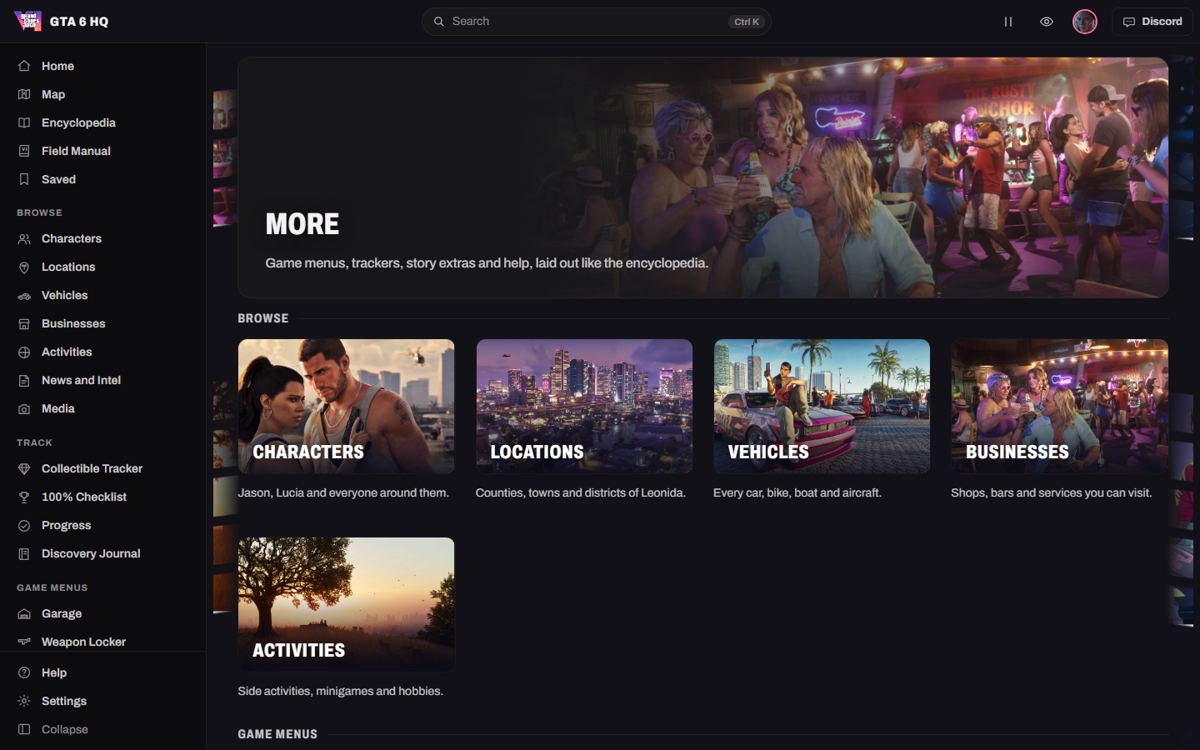 GTA 6 HQ
Search
Ctrl K
Discord
Home
Map
Encyclopedia
Field Manual
Saved
BROWSE
Characters
Locations
Vehicles
Businesses
Activities
News and Intel
Media
TRACK
Collectible Tracker
100% Checklist
Progress
Discovery Journal
GAME MENUS
Garage
Weapon Locker
Help
Settings
Collapse
THE RUSTY
ANCHOR
MORE
Game menus, trackers, story extras and help, laid out like the encyclopedia.
BROWSE
CHARACTERS
Jason, Lucia and everyone around them.
LOCATIONS
Counties, towns and districts of Leonida.
VEHICLES
Every car, bike, boat and aircraft.
BUSINESSES
Shops, bars and services you can visit.
ACTIVITIES
Side activities, minigames and hobbies.
GAME MENUS